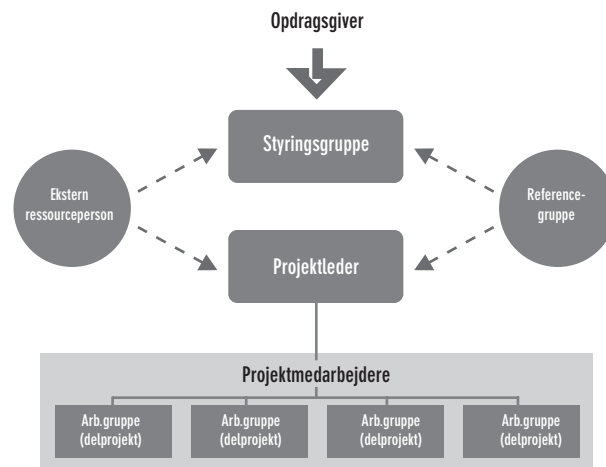 Opdragsgiver
Styringsgruppe
Ekstern
ressourceperson
Reference-
gruppe
Projektleder
Projektmedarbejdere
Arb.gruppe
(delprojekt)
Arb.gruppe
(delprojekt)
Arb.gruppe
(delprojekt)
Arb.gruppe
(delprojekt)